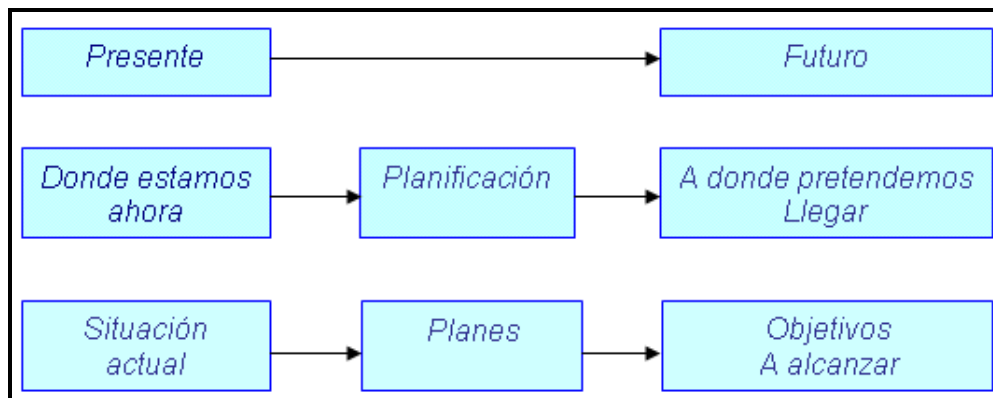 Presente
Futuro
Donde estamos
ahora
Planificación
A donde pretendemos
Llegar
Situación
actual
Planes
Objetivos
A alcanzar